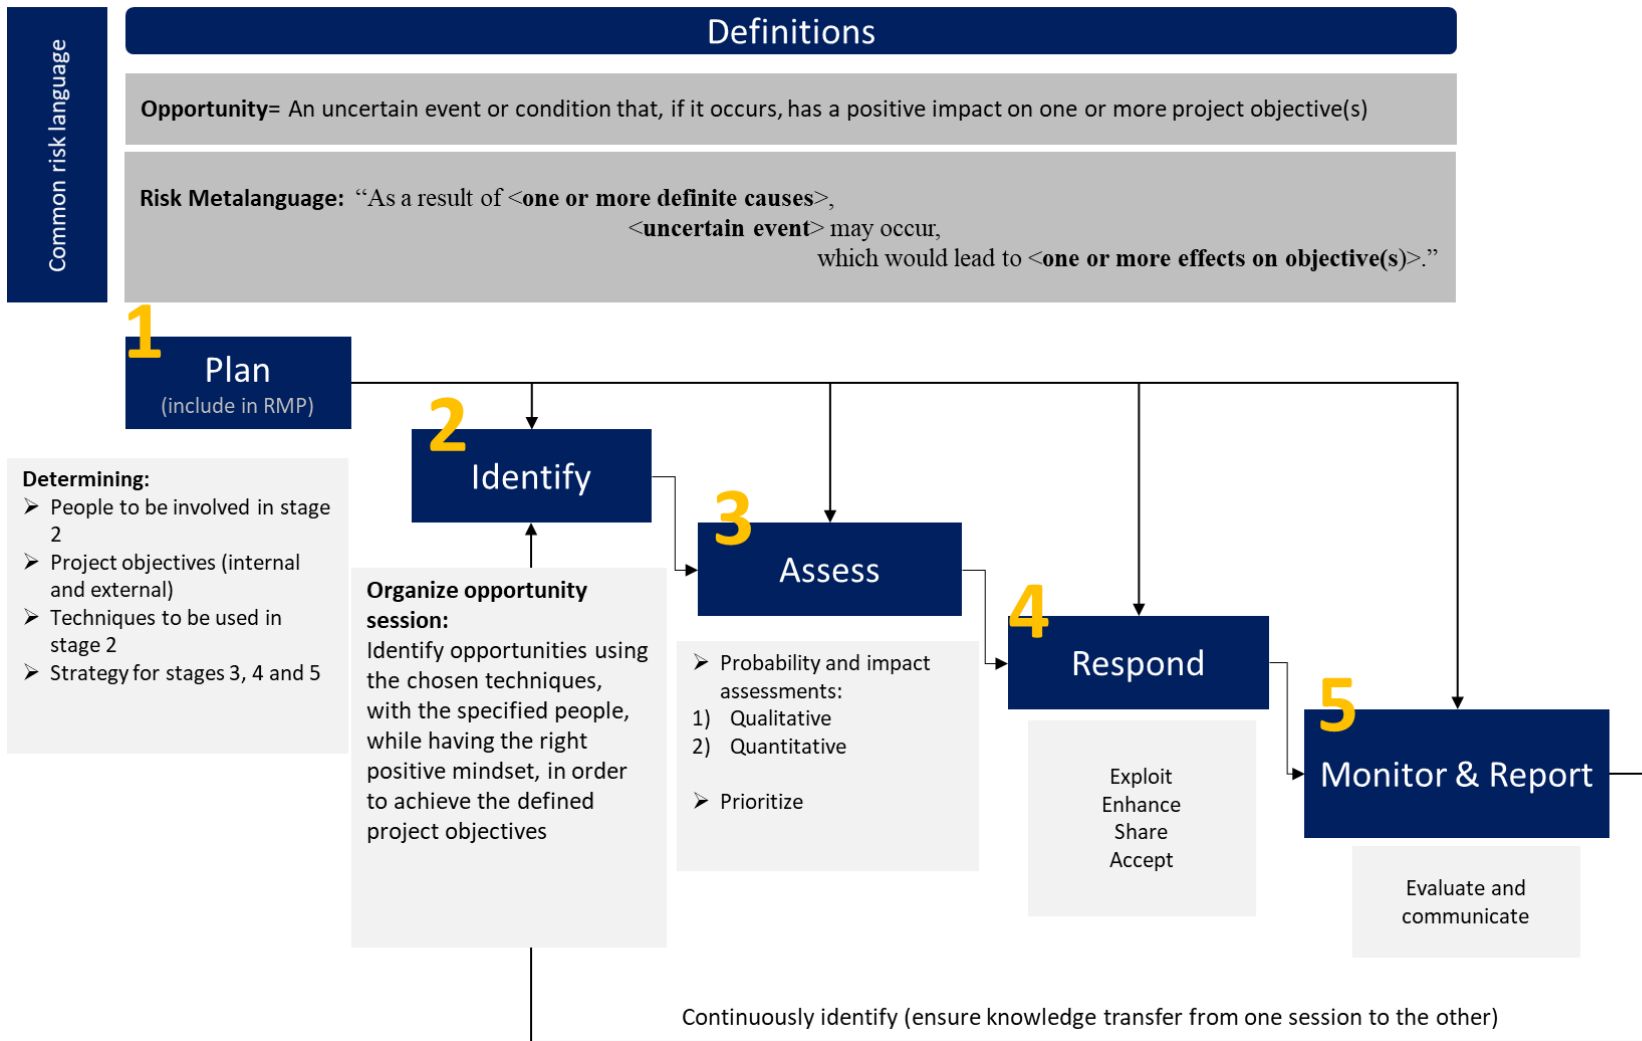 Common risk language
Definitions
Opportunity= An uncertain event or condition that, if it occurs, has a positive impact on one or more project objective(s)
Risk Metalanguage: “As a result of <one or more definite causes>,
<uncertain event> may occur,
which would lead to <one or more effects on objective(s)>.”
1
Plan
(include in RMP)
Determining:
➢ People to be involved in stage
2
➢ Project objectives (internal
and external)
➢ Techniques to be used in
stage 2
➢ Strategy for stages 3, 4 and 5
2
Identify
Organize opportunity
session:
Identify opportunities using
the chosen techniques,
with the specified people,
while having the right
positive mindset, in order
to achieve the defined
project objectives
3
Assess
➢ Probability and impact
assessments:
1) Qualitative
2) Quantitative
➢ Prioritize
4
Respond
Exploit
Enhance
Share
Accept
5
Monitor & Report
Evaluate and
communicate
Continuously identify (ensure knowledge transfer from one session to the other)